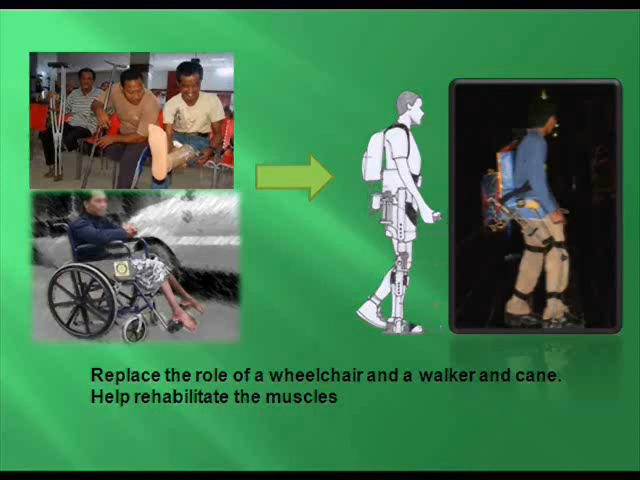 Replace the role of a wheelchair and a walker and cane.
Help rehabilitate the muscles